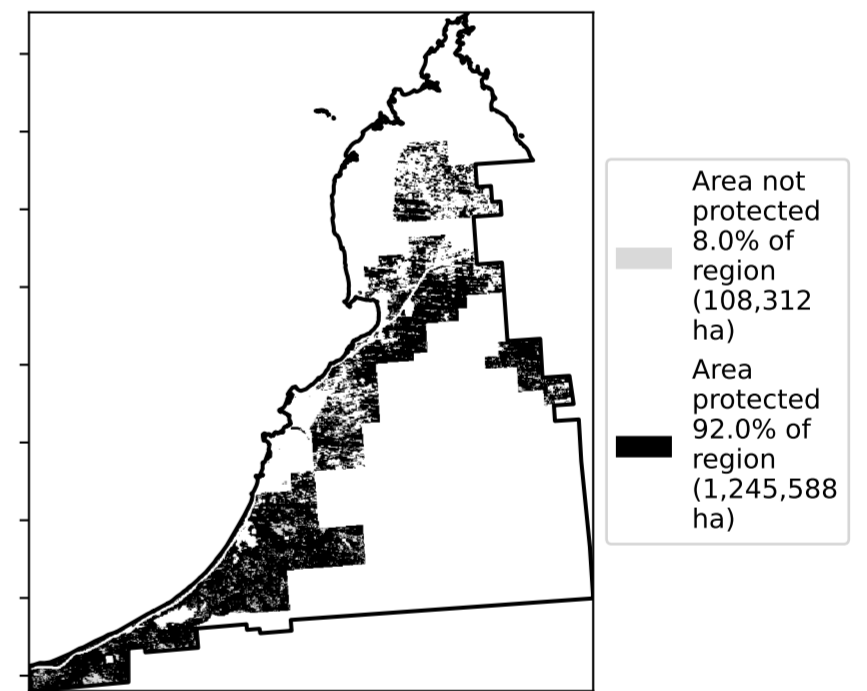 Area not
protected
8.0% of
region
(108,312
ha)
Area
protected
92.0% of
region
(1,245,588
ha)